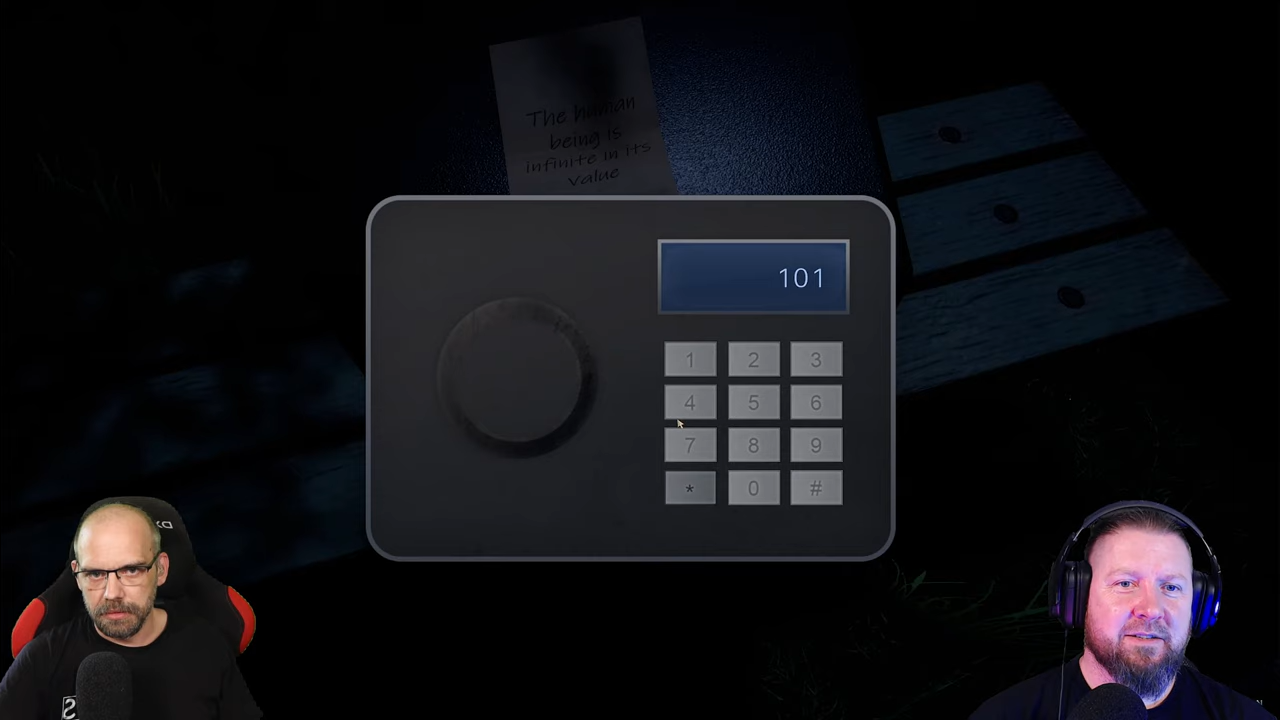 The human
being is
infinite in its
value
101
1 2 3
4 5 6
7 8 9
* 0 #